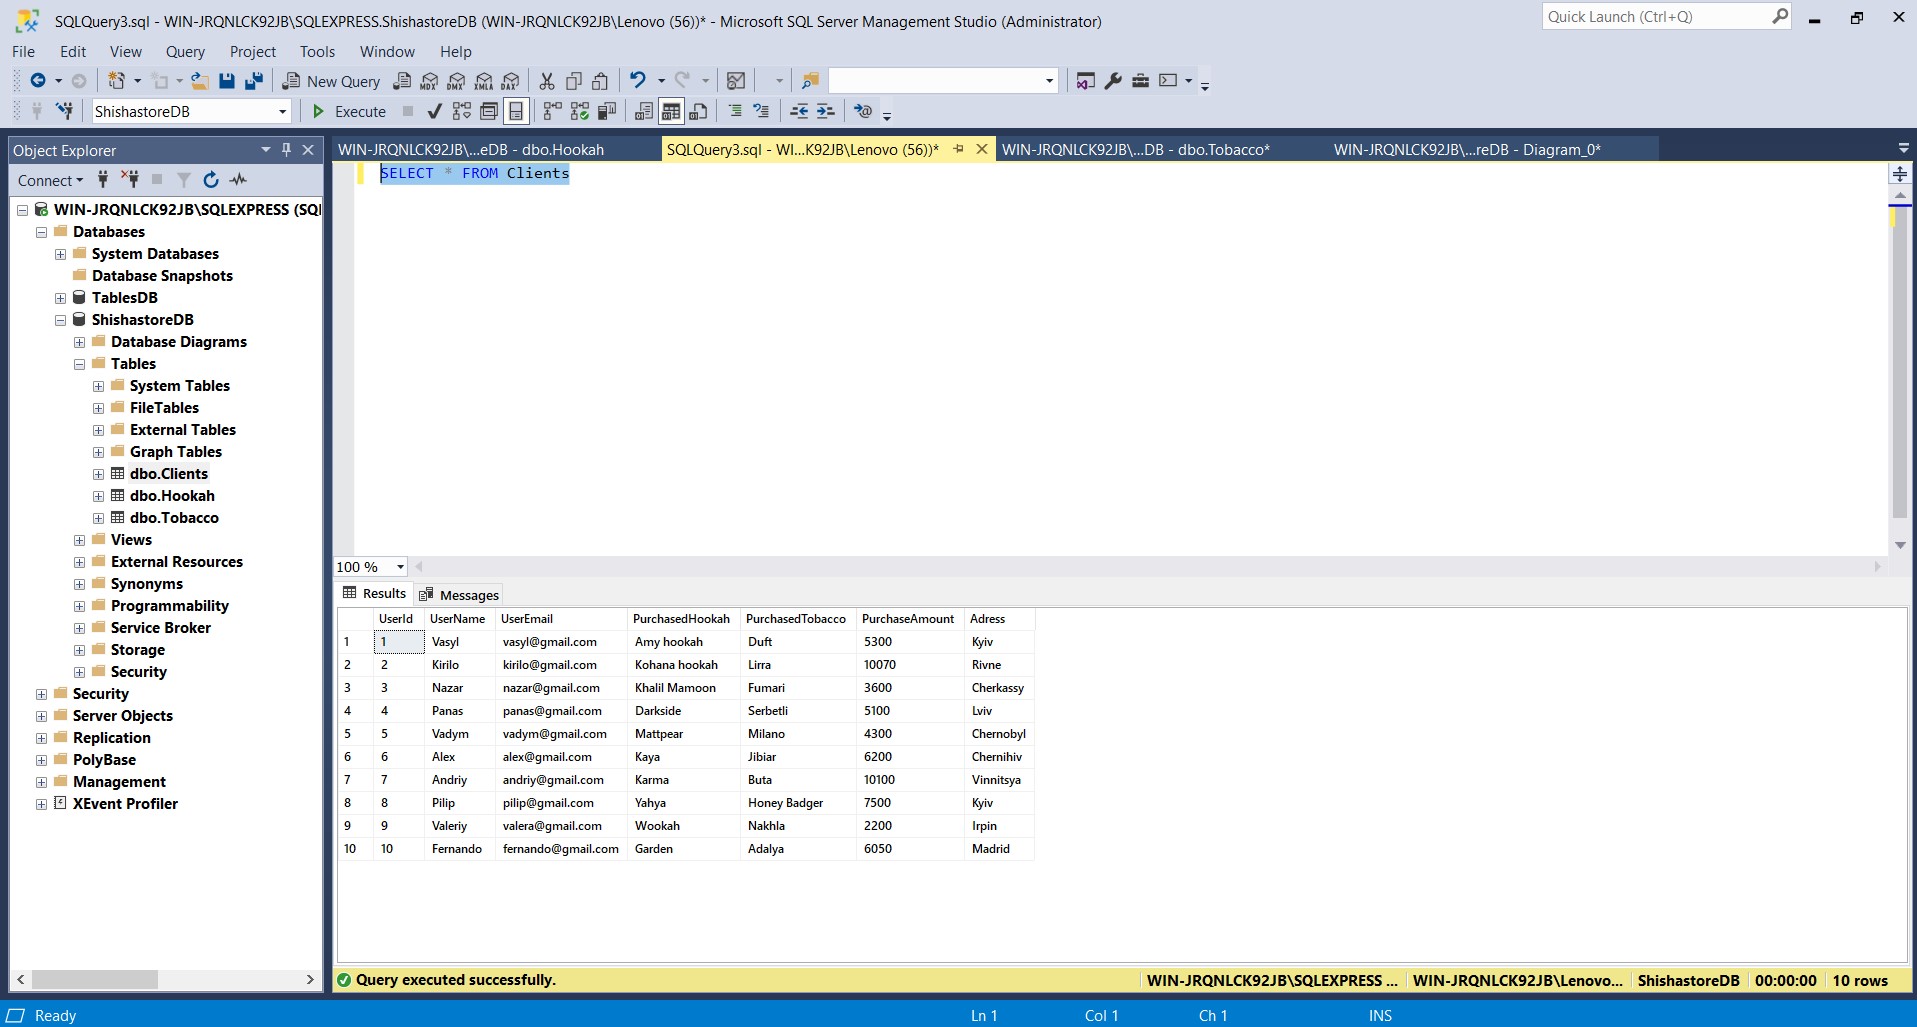 SQLQuery3.sql - WIN-JRQNLCK92JB\SQLEXPRESS.ShishastoreDB (WIN-JRQNLCK92JB\Lenovo (56))* - Microsoft SQL Server Management Studio (Administrator)
Quick Launch (Ctrl+Q)
File Edit View Query Project Tools Window Help
New Query MDX DMX XMLA DAX
ShishastoreDB Execute
Object Explorer
WIN-JRQNLCK92JB\...eDB - dbo.Hookah
SQLQuery3.sql - WI...K92JB\Lenovo (56))*
WIN-JRQNLCK92JB\...DB - dbo.Tobacco*
WIN-JRQNLCK92JB\...reDB - Diagram_0*
Connect
WIN-JRQNLCK92JB\SQLEXPRESS (SQl
Databases
System Databases
Database Snapshots
TablesDB
ShishastoreDB
Database Diagrams
Tables
System Tables
FileTables
External Tables
Graph Tables
dbo.Clients
dbo.Hookah
dbo.Tobacco
Views
External Resources
Synonyms
Programmability
Service Broker
Storage
Security
Security
Server Objects
Replication
PolyBase
Management
XEvent Profiler
SELECT * FROM Clients
100 %
Results Messages
UserId UserName UserEmail PurchasedHookah PurchasedTobacco PurchaseAmount Adress
1 1 Vasyl vasyl@gmail.com Amy hookah Duft 5300 Kyiv
2 2 Kirilo kirilo@gmail.com Kohana hookah Lirra 10070 Rivne
3 3 Nazar nazar@gmail.com Khalil Mamoon Fumari 3600 Cherkassy
4 4 Panas panas@gmail.com Darkside Serbetli 5100 Lviv
5 5 Vadym vadym@gmail.com Mattpear Milano 4300 Chernobyl
6 6 Alex alex@gmail.com Kaya Jibiar 6200 Chernihiv
7 7 Andriy andriy@gmail.com Karma Buta 10100 Vinnitsya
8 8 Pilip pilip@gmail.com Yahya Honey Badger 7500 Kyiv
9 9 Valeriy valera@gmail.com Wookah Nakhla 2200 Irpin
10 10 Fernando fernando@gmail.com Garden Adalya 6050 Madrid
Query executed successfully.
WIN-JRQNLCK92JB\SQLEXPRESS ... WIN-JRQNLCK92JB\Lenovo... ShishastoreDB 00:00:00 10 rows
Ready Ln 1 Col 1 Ch 1 INS